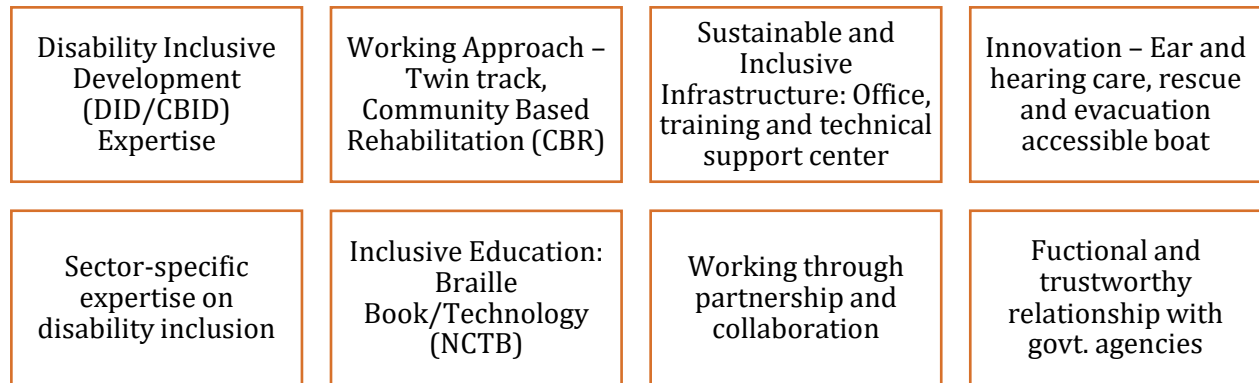 Disability Inclusive
Development
(DID/CBID)
Expertise
Working Approach –
Twin track,
Community Based
Rehabilitation (CBR)
Sustainable and
Inclusive
Infrastructure: Office,
training and technical
support center
Innovation – Ear and
hearing care, rescue
and evacuation
accessible boat
Sector-specific
expertise on
disability inclusion
Inclusive Education:
Braille
Book/Technology
(NCTB)
Working through
partnership and
collaboration
Fuctional and
trustworthy
relationship with
govt. agencies